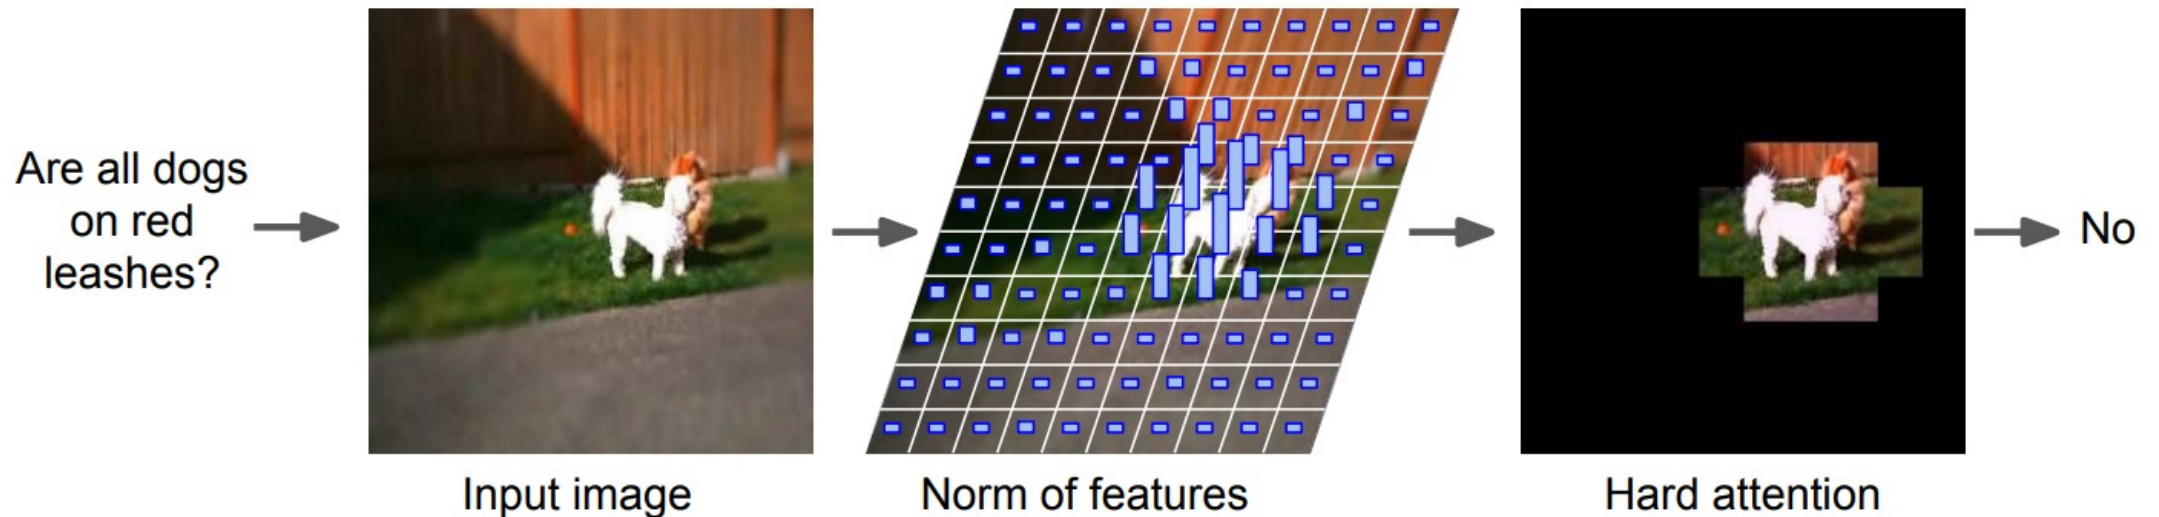 Are all dogs
on red
leashes?
Input image
Norm of features
Hard attention
No